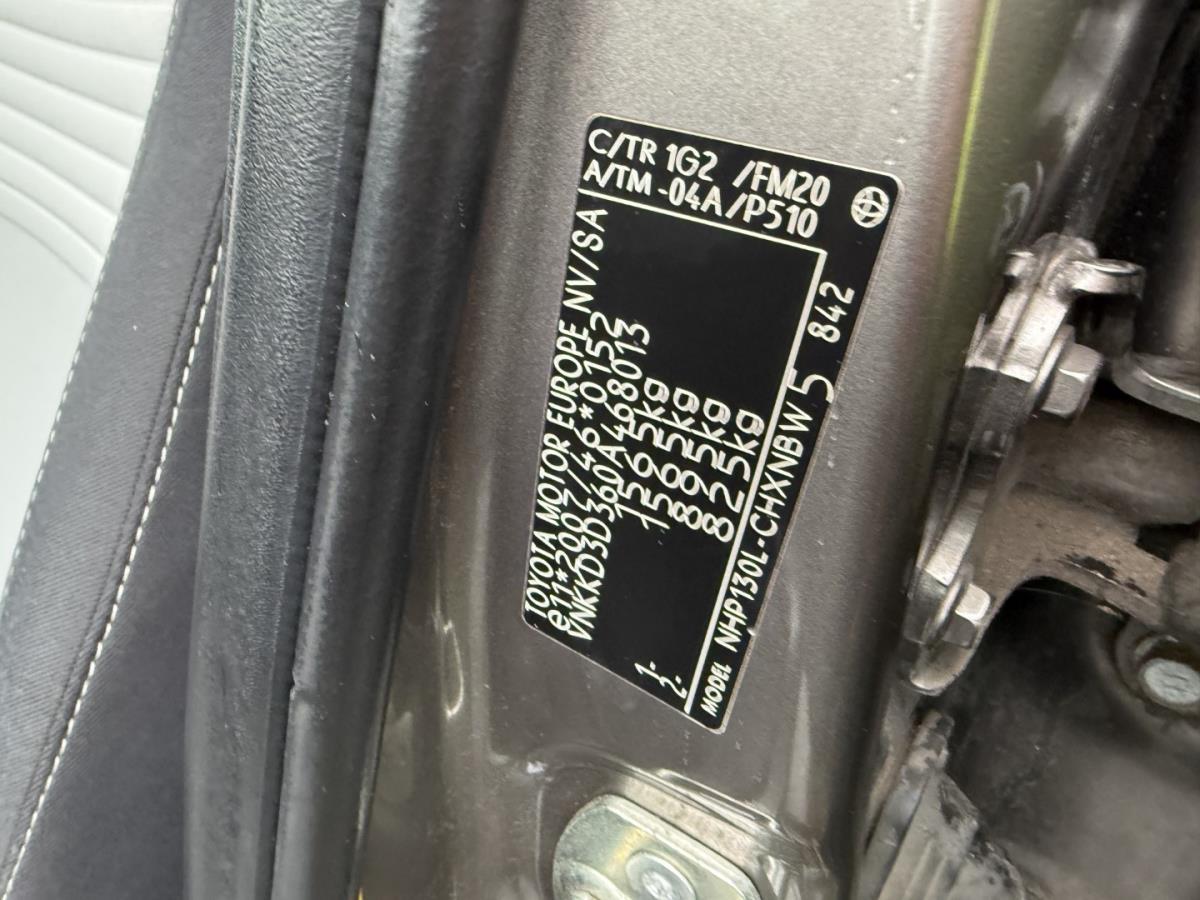 C/TR 1G2 /FM20
A/TM -04A /P510
TOYOTA MOTOR EUROPE NV/SA
e11*2007/46*0152
VNKKD3D360A468013
1565kg
1- 895kg
2- 825kg
MODEL NHP130L-CHXNBW 5 842